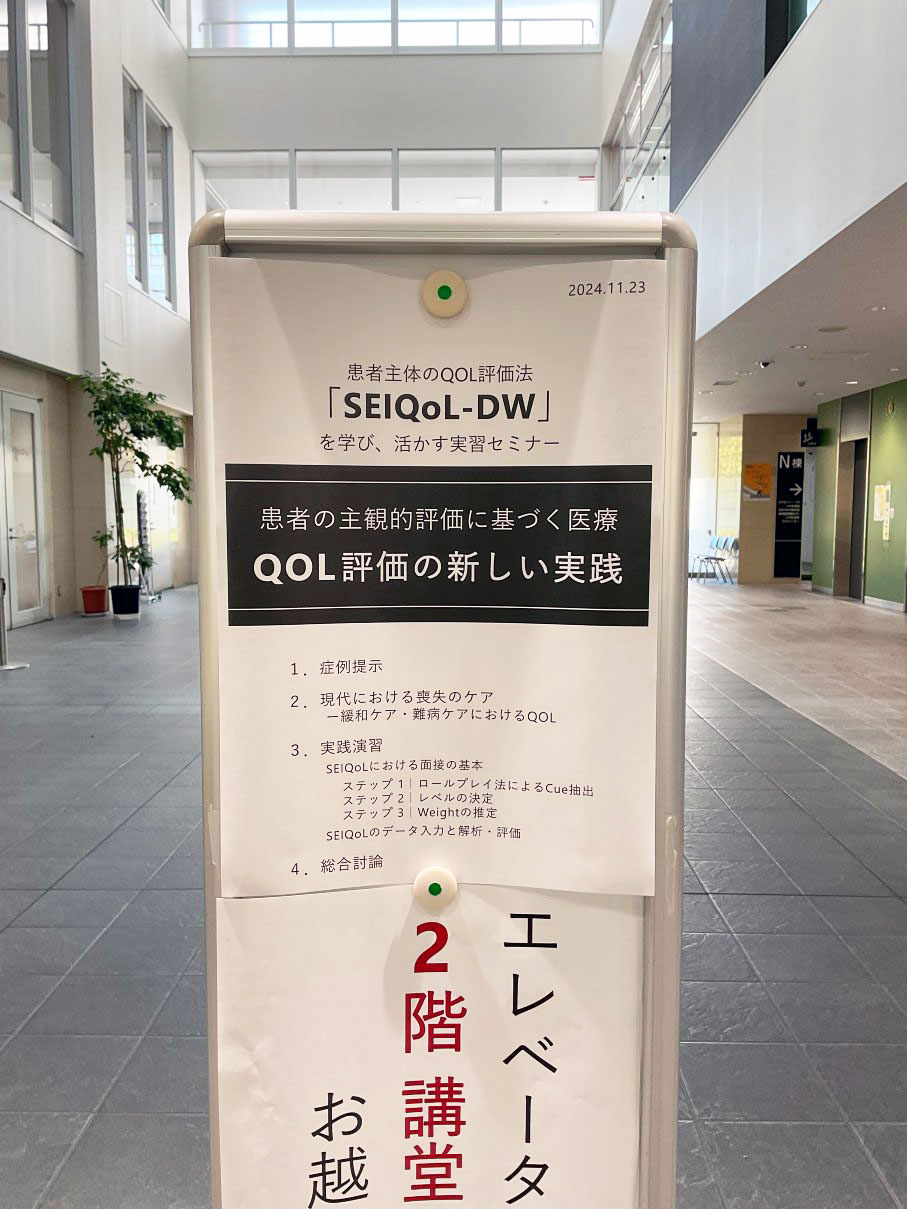 2024.11.23
患者主体のQOL評価法
「SEIQoL-DW」
を学び、活かす実習セミナー
患者の主観的評価に基づく医療
QOL評価の新しい実践
1．症例提示
2．現代における喪失のケア
ー緩和ケア・難病ケアにおけるQOL
3．実践演習
SEIQoLにおける面接の基本
ステップ 1｜ロールプレイ法によるCue抽出
ステップ 2｜レベルの決定
ステップ 3｜Weightの推定
SEIQoLのデータ入力と解析・評価
4．総合討論
エレベータ
2階 講堂
お越
N棟